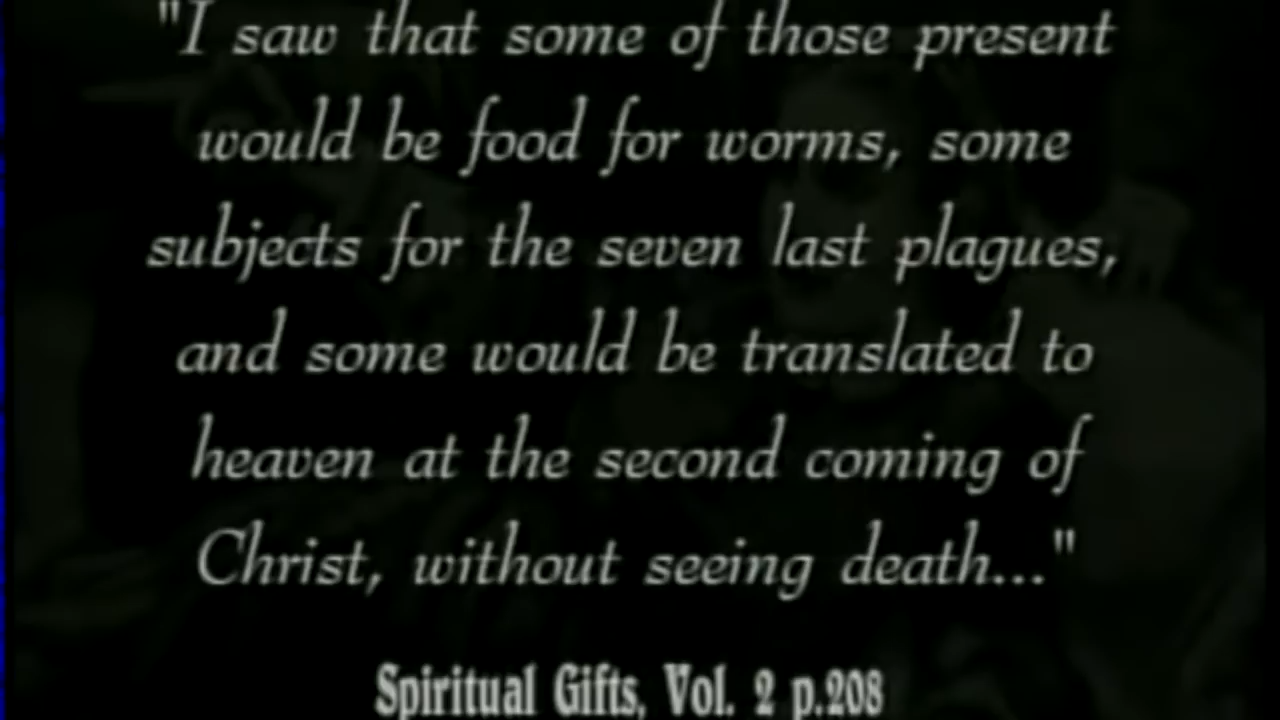 "I saw that some of those present
would be food for worms, some
subjects for the seven last plagues,
and some would be translated to
heaven at the second coming of
Christ, without seeing death..."
Spiritual Gifts, Vol. 2 p.208